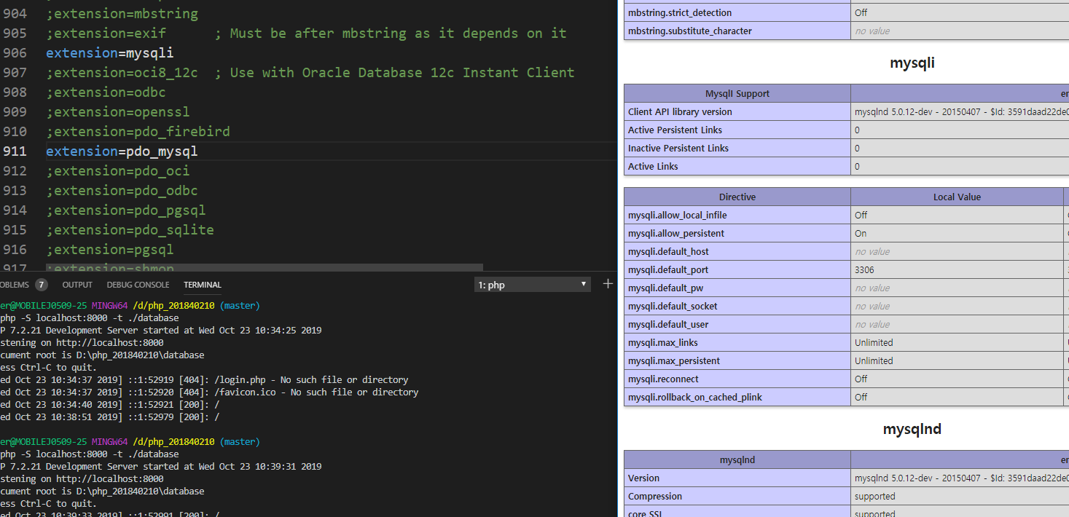 904 ;extension=mbstring
905 ;extension=exif ; Must be after mbstring as it depends on it
906 extension=mysqli
907 ;extension=oci8_12c ; Use with Oracle Database 12c Instant Client
908 ;extension=odbc
909 ;extension=openssl
910 ;extension=pdo_firebird
911 extension=pdo_mysql
912 ;extension=pdo_oci
913 ;extension=pdo_odbc
914 ;extension=pdo_pgsql
915 ;extension=pdo_sqlite
916 ;extension=pgsql
917 ;extension=shmop
OBLEMS 7 OUTPUT DEBUG CONSOLE TERMINAL 1: php
er@MOBILEJ0509-25 MINGW64 /d/php_201840210 (master)
php -S localhost:8000 -t ./database
P 7.2.21 Development Server started at Wed Oct 23 10:34:25 2019
stening on http://localhost:8000
cument root is D:\php_201840210\database
ess Ctrl-C to quit.
ed Oct 23 10:34:37 2019] ::1:52919 [404]: /login.php - No such file or directory
ed Oct 23 10:34:37 2019] ::1:52920 [404]: /favicon.ico - No such file or directory
ed Oct 23 10:34:40 2019] ::1:52921 [200]: /
ed Oct 23 10:38:51 2019] ::1:52979 [200]: /
er@MOBILEJ0509-25 MINGW64 /d/php_201840210 (master)
php -S localhost:8000 -t ./database
P 7.2.21 Development Server started at Wed Oct 23 10:39:31 2019
stening on http://localhost:8000
cument root is D:\php_201840210\database
ess Ctrl-C to quit.
ed Oct 23 10:39:33 2019] ::1:52991 [200]: /
mbstring.strict_detection Off
mbstring.substitute_character no value
mysqli
MysqlI Support er
Client API library version mysqlnd 5.0.12-dev - 20150407 - $Id: 3591daad22de0
Active Persistent Links 0
Inactive Persistent Links 0
Active Links 0
Directive Local Value
mysqli.allow_local_infile Off
mysqli.allow_persistent On
mysqli.default_host no value
mysqli.default_port 3306
mysqli.default_pw no value
mysqli.default_socket no value
mysqli.default_user no value
mysqli.max_links Unlimited
mysqli.max_persistent Unlimited
mysqli.reconnect Off
mysqli.rollback_on_cached_plink Off
mysqlnd
mysqlnd er
Version mysqlnd 5.0.12-dev - 20150407 - $Id: 3591daad22de0
Compression supported
core SSL supported